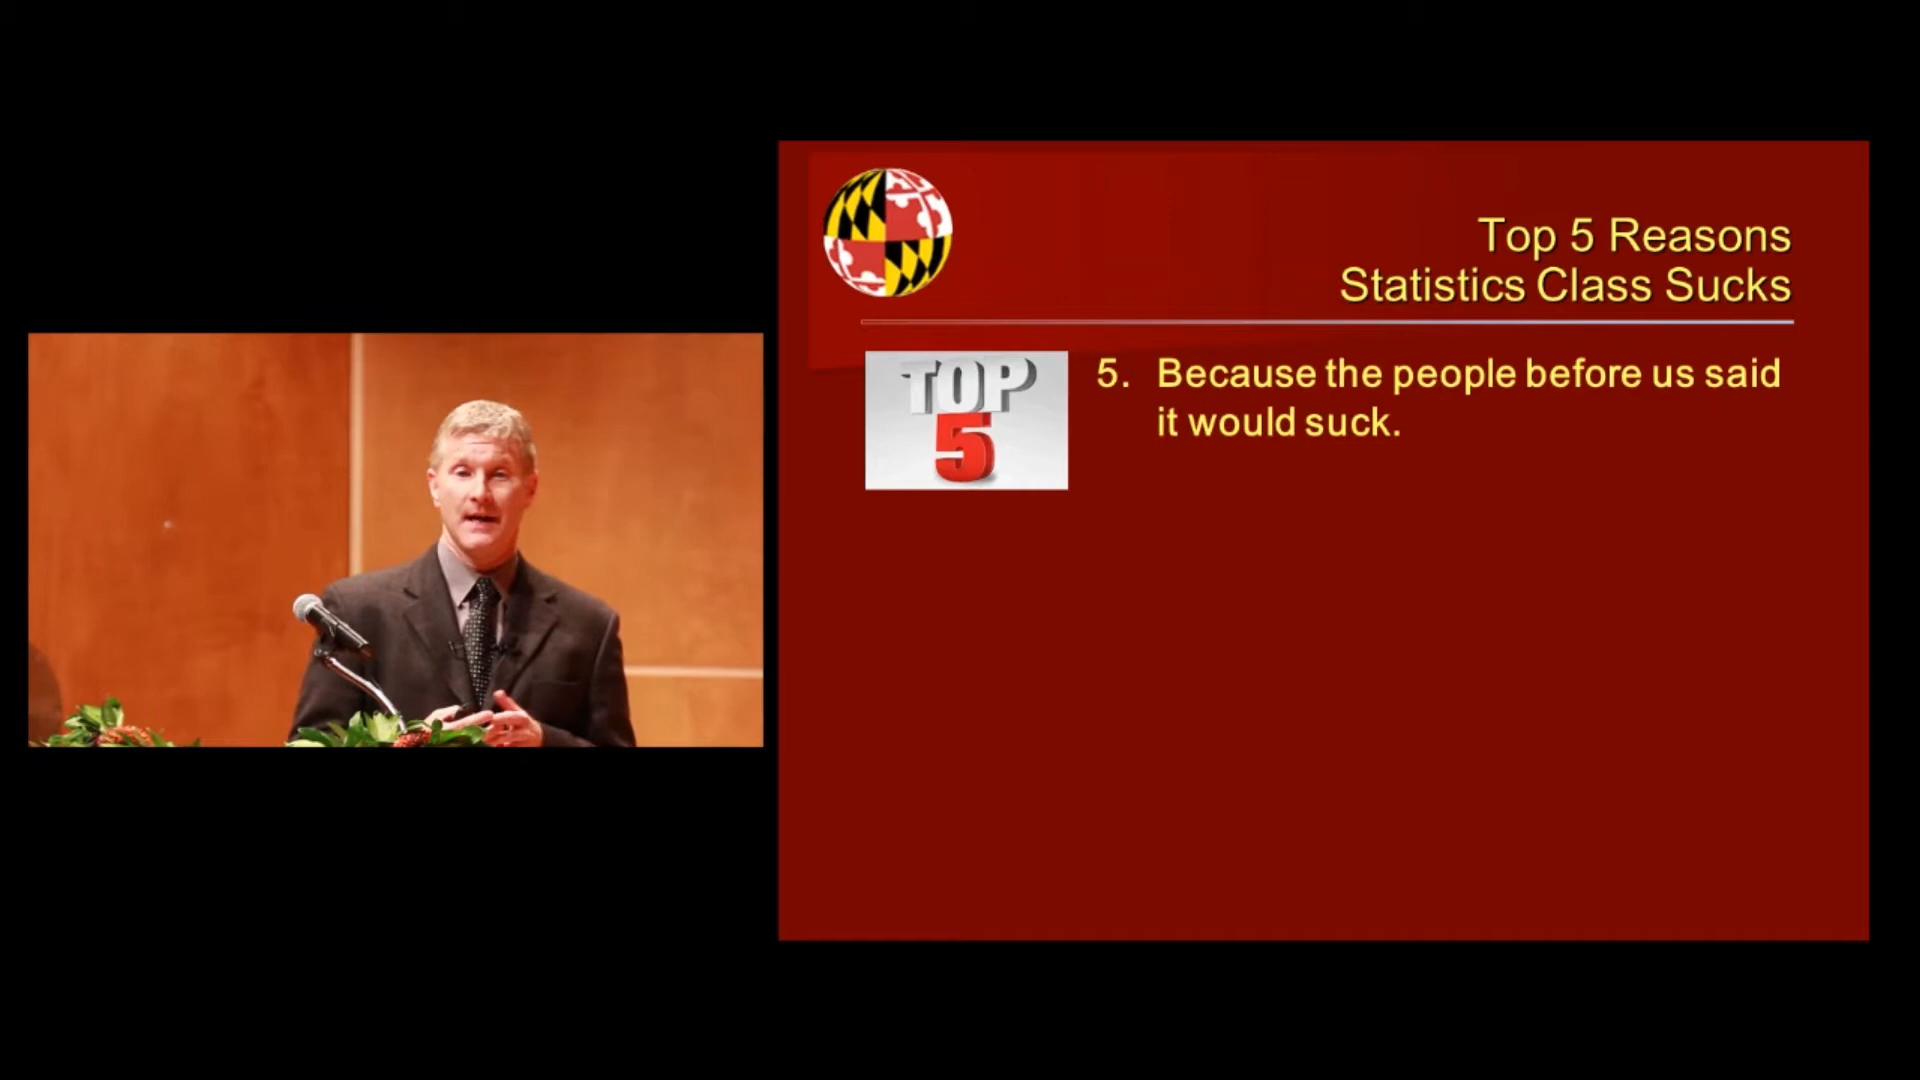 Top 5 Reasons
Statistics Class Sucks
TOP
5
5. Because the people before us said
it would suck.